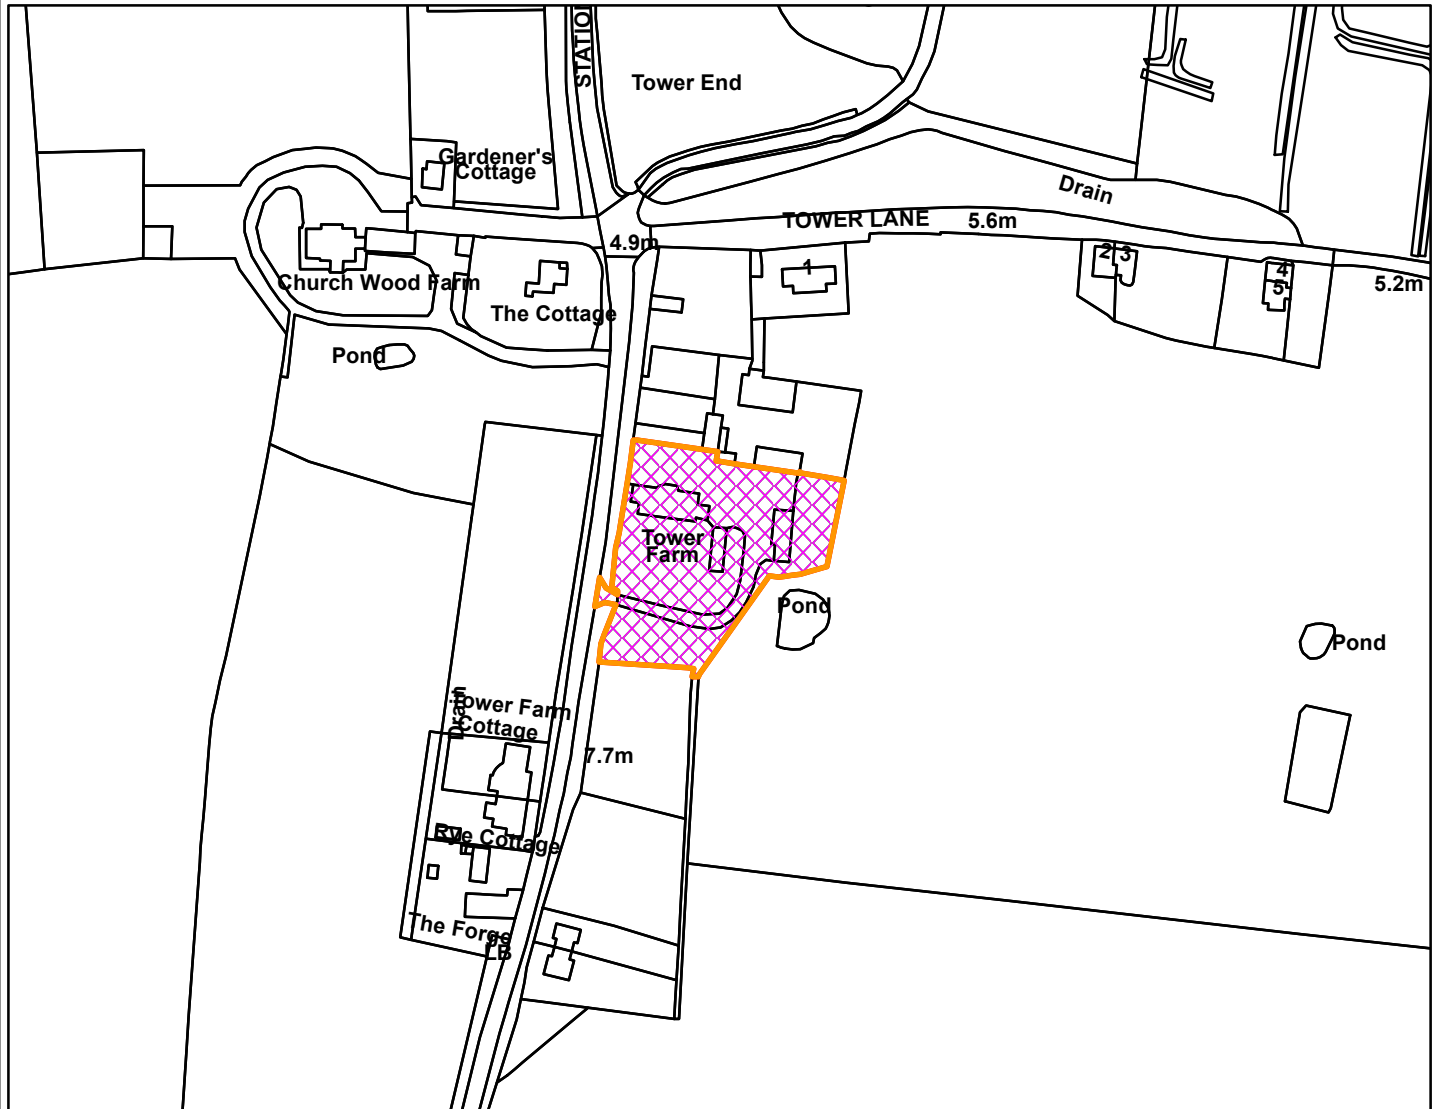 STATION
Tower End
Gardener's
Cottage
Drain
TOWER LANE
5.6m
4.9m
1
2
3
4
5
5.2m
Church Wood Farm
The Cottage
Pond
Tower
Farm
Pond
Pond
Tower Farm
Cottage
Drain
7.7m
Rye Cottage
The Forge
LB